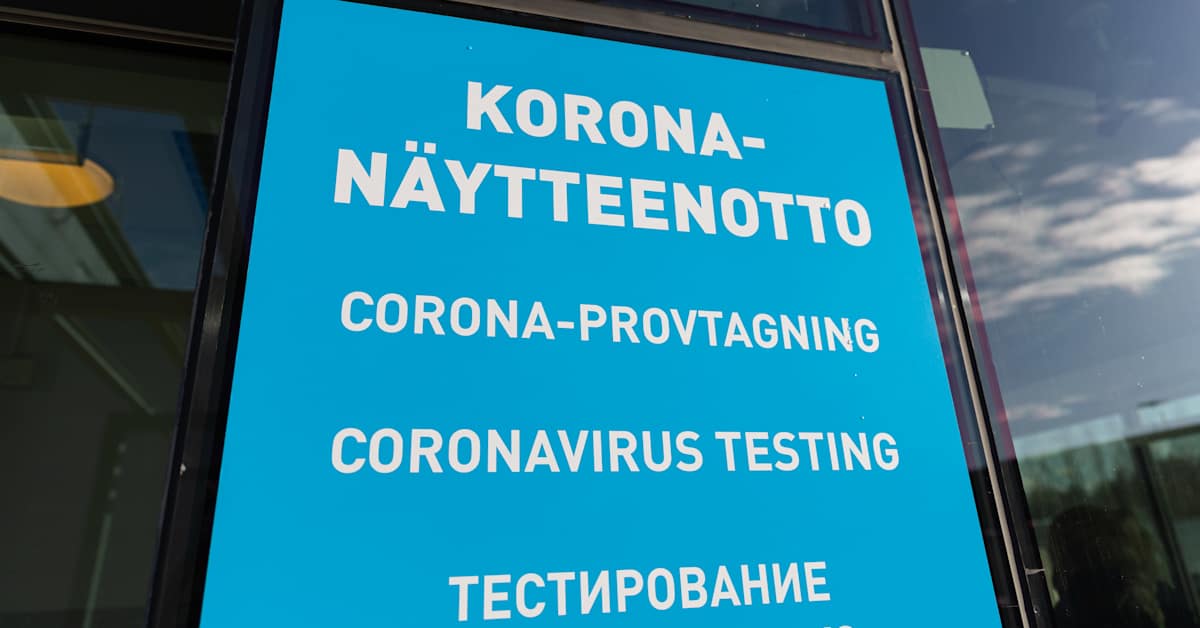 KORONA-
NÄYTTEENOTTO
CORONA-PROVTAGNING
CORONAVIRUS TESTING
ТЕСТИРОВАНИЕ